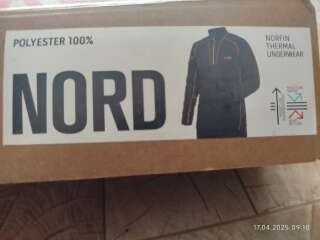 POLYESTER 100%
NORFIN
THERMAL
UNDERWEAR
NORD
17.04.2025 09:10